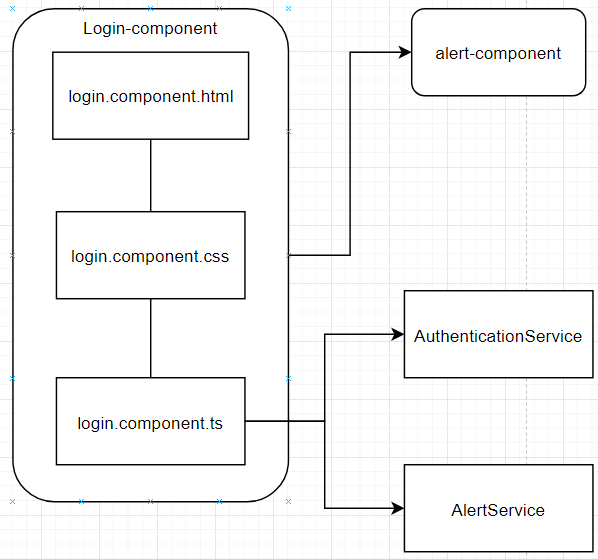 Login-component
login.component.html
login.component.css
login.component.ts
alert-component
AuthenticationService
AlertService